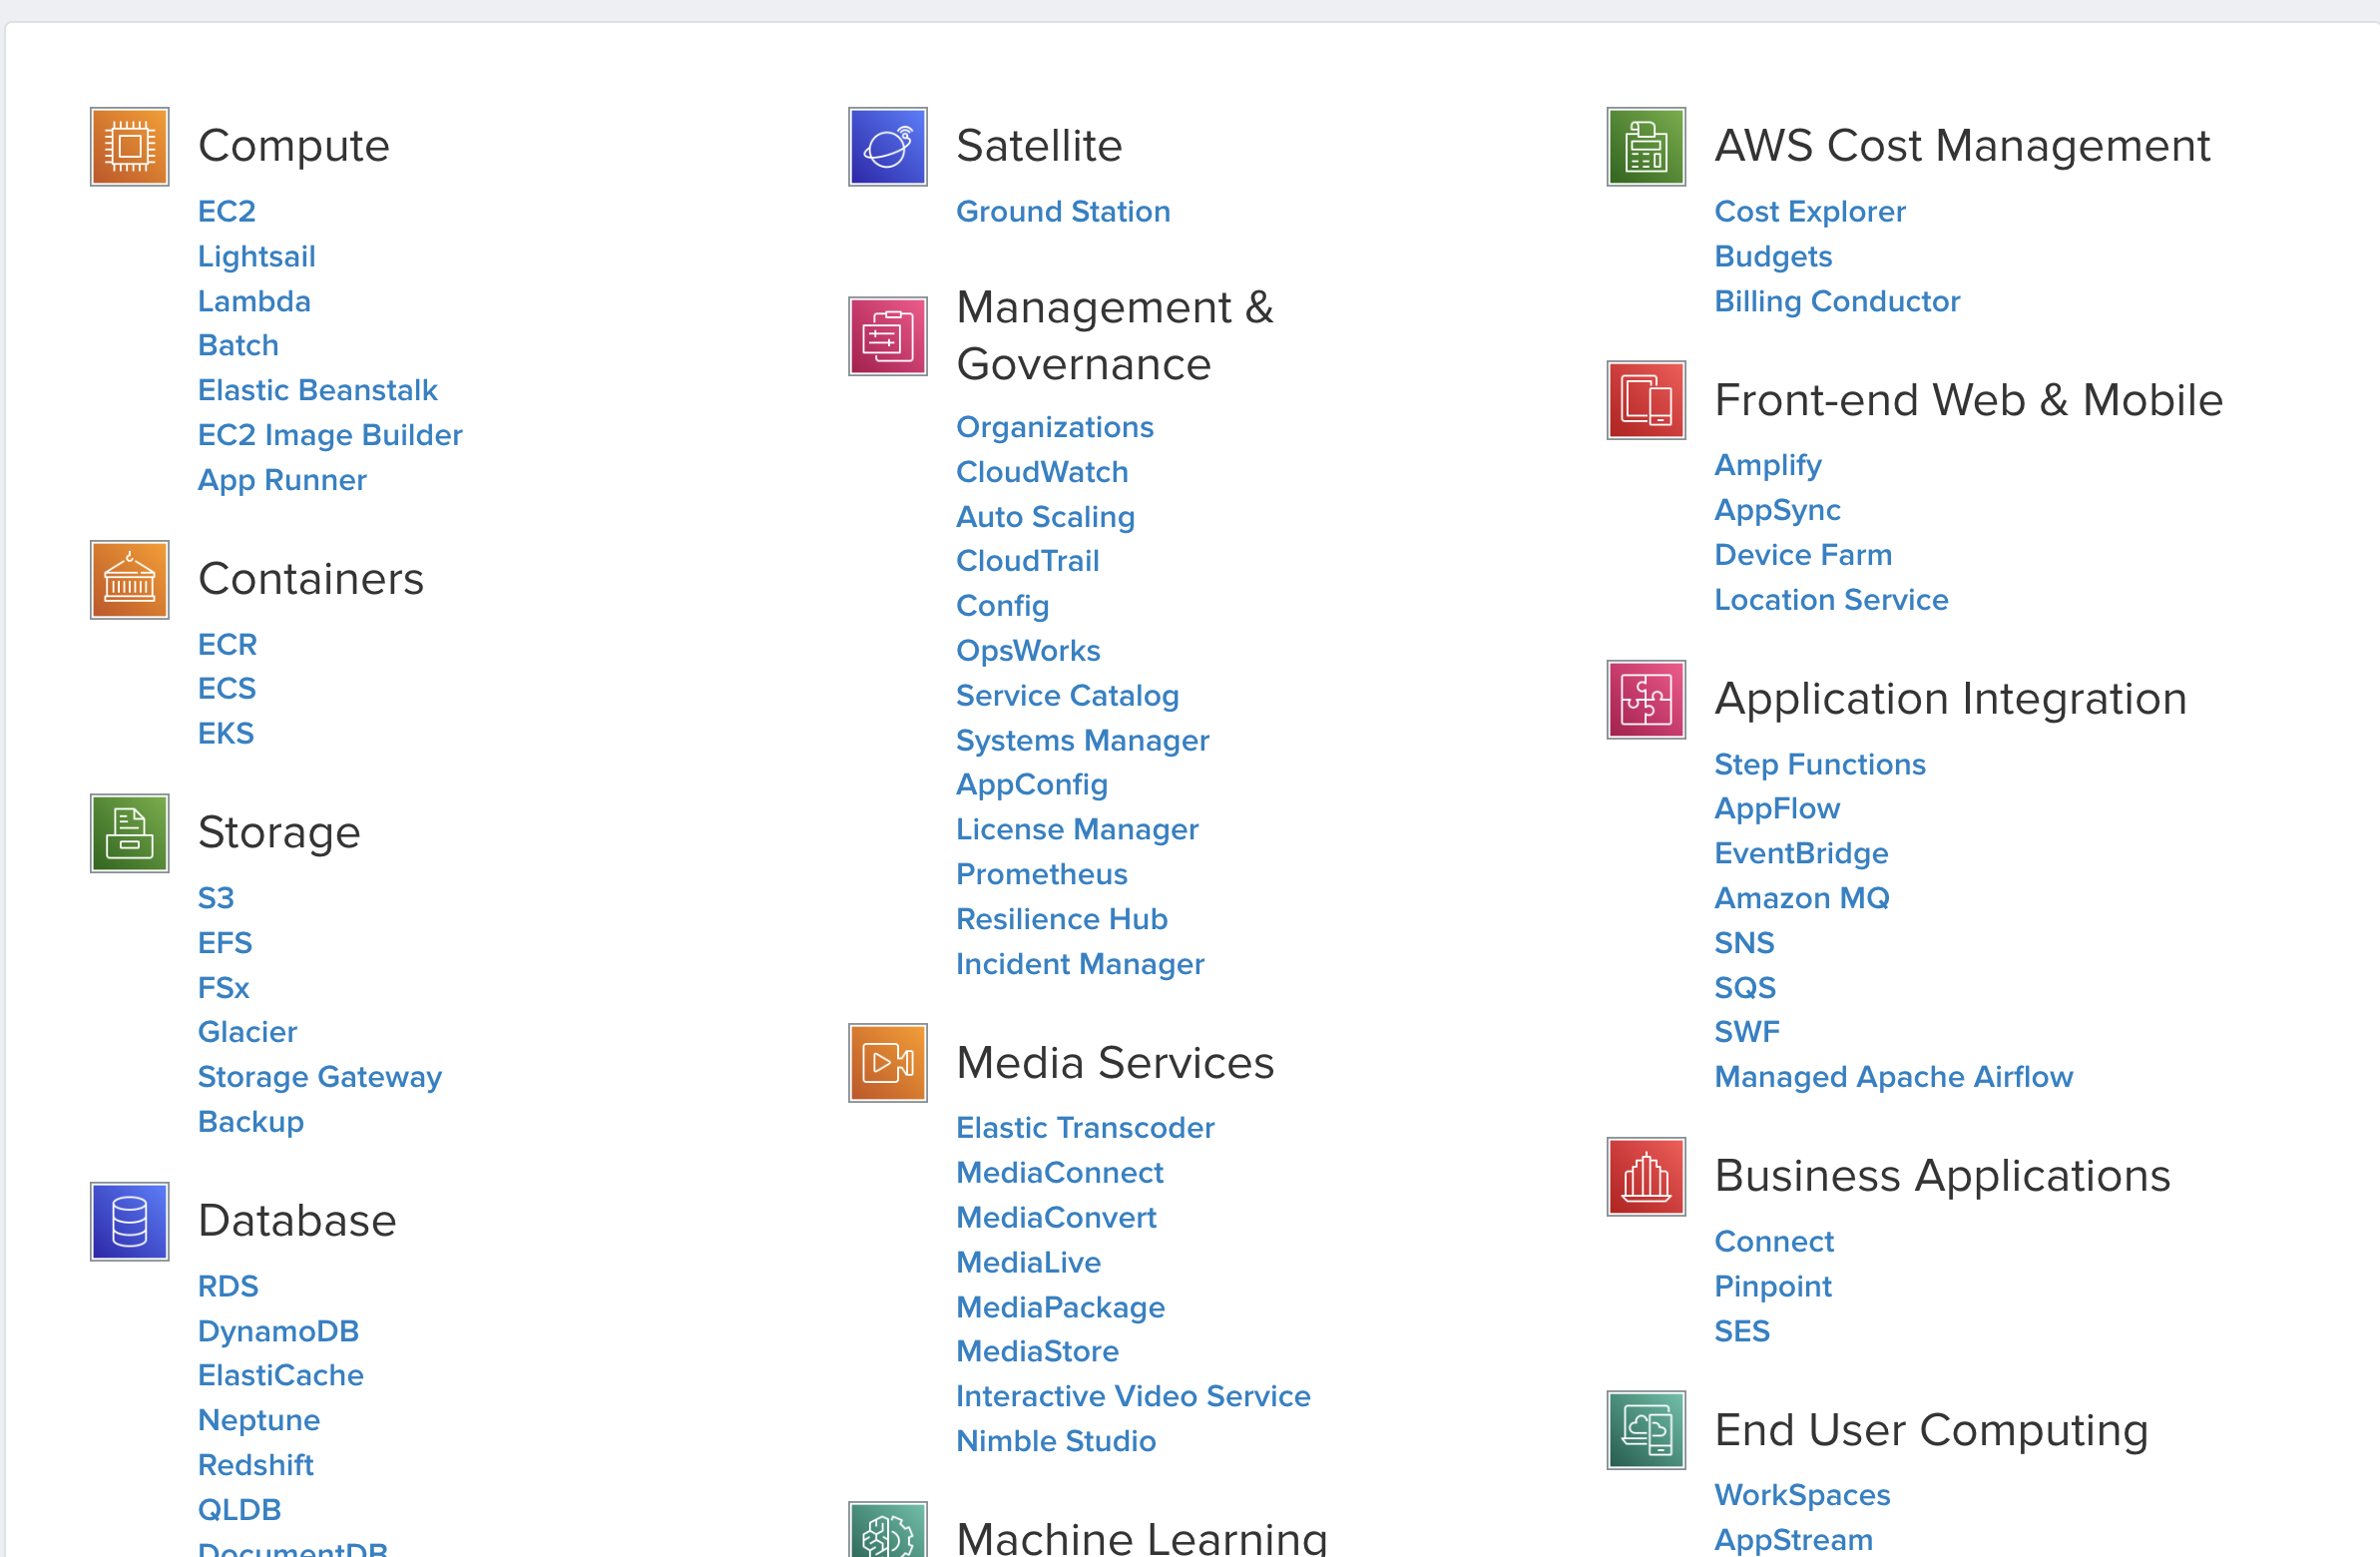 Compute
EC2
Lightsail
Lambda
Batch
Elastic Beanstalk
EC2 Image Builder
App Runner
Containers
ECR
ECS
EKS
Storage
S3
EFS
FSx
Glacier
Storage Gateway
Backup
Database
RDS
DynamoDB
ElastiCache
Neptune
Redshift
QLDB
DocumentDB
Satellite
Ground Station
Management &
Governance
Organizations
CloudWatch
Auto Scaling
CloudTrail
Config
OpsWorks
Service Catalog
Systems Manager
AppConfig
License Manager
Prometheus
Resilience Hub
Incident Manager
Media Services
Elastic Transcoder
MediaConnect
MediaConvert
MediaLive
MediaPackage
MediaStore
Interactive Video Service
Nimble Studio
Machine Learning
AWS Cost Management
Cost Explorer
Budgets
Billing Conductor
Front-end Web & Mobile
Amplify
AppSync
Device Farm
Location Service
Application Integration
Step Functions
AppFlow
EventBridge
Amazon MQ
SNS
SQS
SWF
Managed Apache Airflow
Business Applications
Connect
Pinpoint
SES
End User Computing
WorkSpaces
AppStream